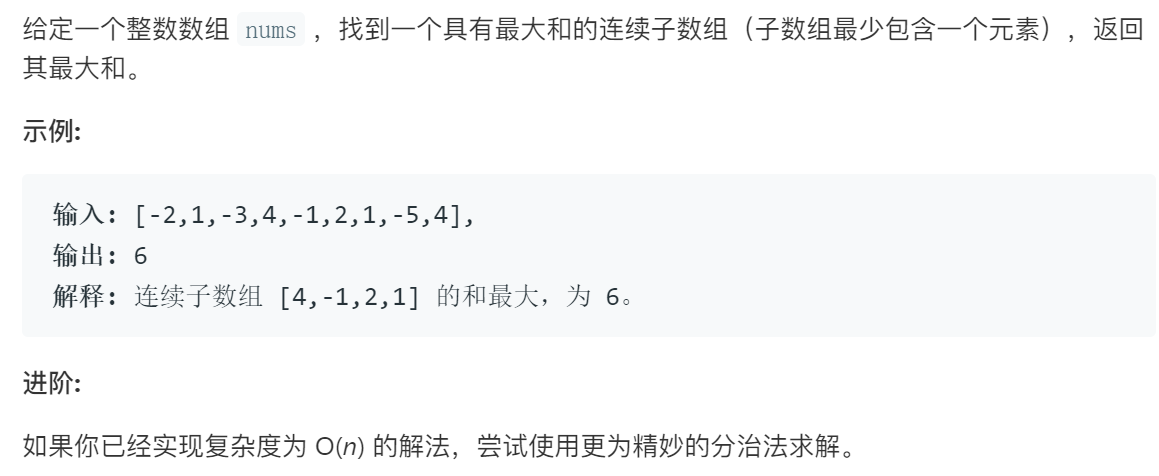 给定一个整数数组 nums ，找到一个具有最大和的连续子数组（子数组最少包含一个元素），返回
其最大和。
示例:
输入: [-2,1,-3,4,-1,2,1,-5,4],
输出: 6
解释: 连续子数组 [4,-1,2,1] 的和最大，为 6。
进阶:
如果你已经实现复杂度为 O(n) 的解法，尝试使用更为精妙的分治法求解。